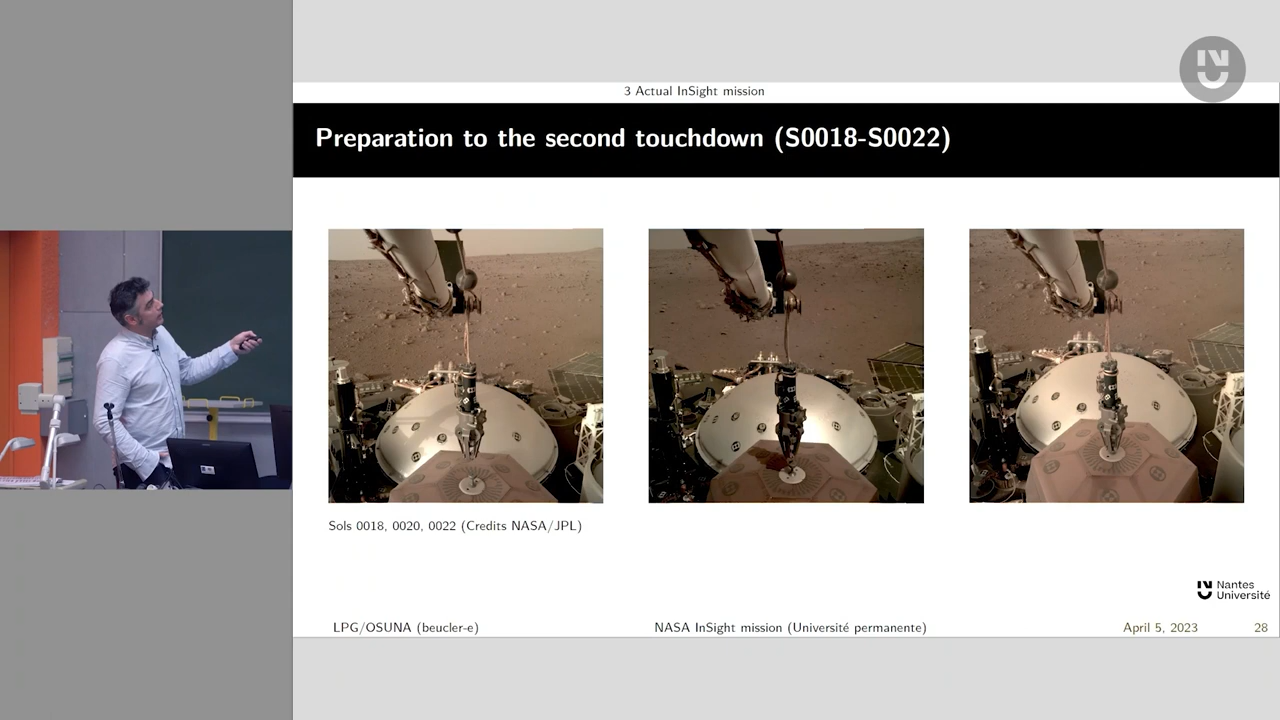 3 Actual InSight mission
Preparation to the second touchdown (S0018-S0022)
Sols 0018, 0020, 0022 (Credits NASA/JPL)
Nantes
Université
LPG/OSUNA (beucler-e)
NASA InSight mission (Université permanente)
April 5, 2023
28